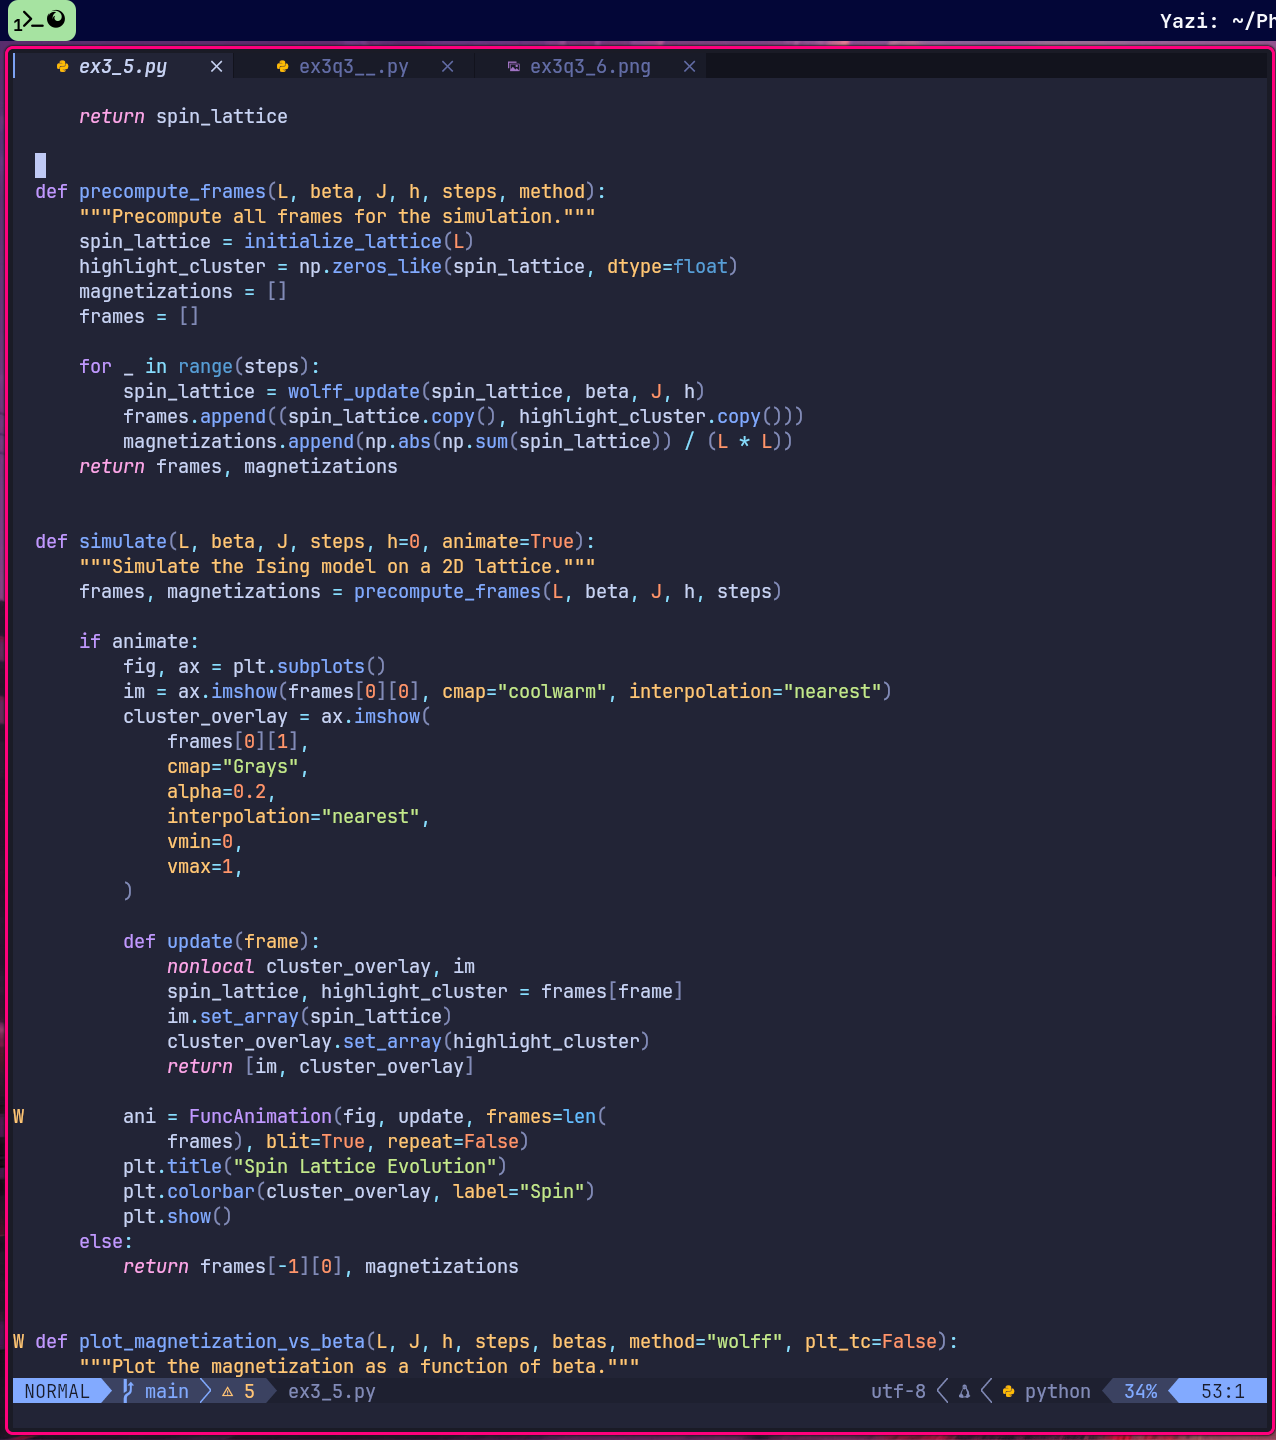 1>_
Yazi: ~/Ph
ex3_5.py × ex3q3__.py × ex3q3_6.png ×
    return spin_lattice
def precompute_frames(L, beta, J, h, steps, method):
    """Precompute all frames for the simulation."""
    spin_lattice = initialize_lattice(L)
    highlight_cluster = np.zeros_like(spin_lattice, dtype=float)
    magnetizations = []
    frames = []
    for _ in range(steps):
        spin_lattice = wolff_update(spin_lattice, beta, J, h)
        frames.append((spin_lattice.copy(), highlight_cluster.copy()))
        magnetizations.append(np.abs(np.sum(spin_lattice)) / (L * L))
    return frames, magnetizations
def simulate(L, beta, J, steps, h=0, animate=True):
    """Simulate the Ising model on a 2D lattice."""
    frames, magnetizations = precompute_frames(L, beta, J, h, steps)
    if animate:
        fig, ax = plt.subplots()
        im = ax.imshow(frames[0][0], cmap="coolwarm", interpolation="nearest")
        cluster_overlay = ax.imshow(
            frames[0][1],
            cmap="Grays",
            alpha=0.2,
            interpolation="nearest",
            vmin=0,
            vmax=1,
        )
        def update(frame):
            nonlocal cluster_overlay, im
            spin_lattice, highlight_cluster = frames[frame]
            im.set_array(spin_lattice)
            cluster_overlay.set_array(highlight_cluster)
            return [im, cluster_overlay]
W       ani = FuncAnimation(fig, update, frames=len(
            frames), blit=True, repeat=False)
        plt.title("Spin Lattice Evolution")
        plt.colorbar(cluster_overlay, label="Spin")
        plt.show()
    else:
        return frames[-1][0], magnetizations
W def plot_magnetization_vs_beta(L, J, h, steps, betas, method="wolff", plt_tc=False):
    """Plot the magnetization as a function of beta."""
NORMAL main 5 ex3_5.py utf-8 python 34% 53:1